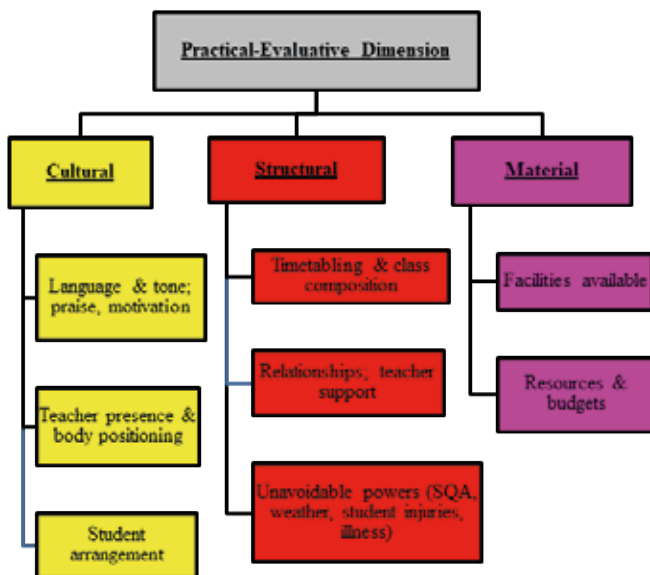 Practical-Evaluative Dimension
Cultural
Structural
Material
Language & tone;
praise, motivation
Teacher presence &
body positioning
Student
arrangement
Timetabling & class
composition
Relationships; teacher
support
Unavoidable powers (SQA,
weather, student injuries,
illness)
Facilities available
Resources &
budgets